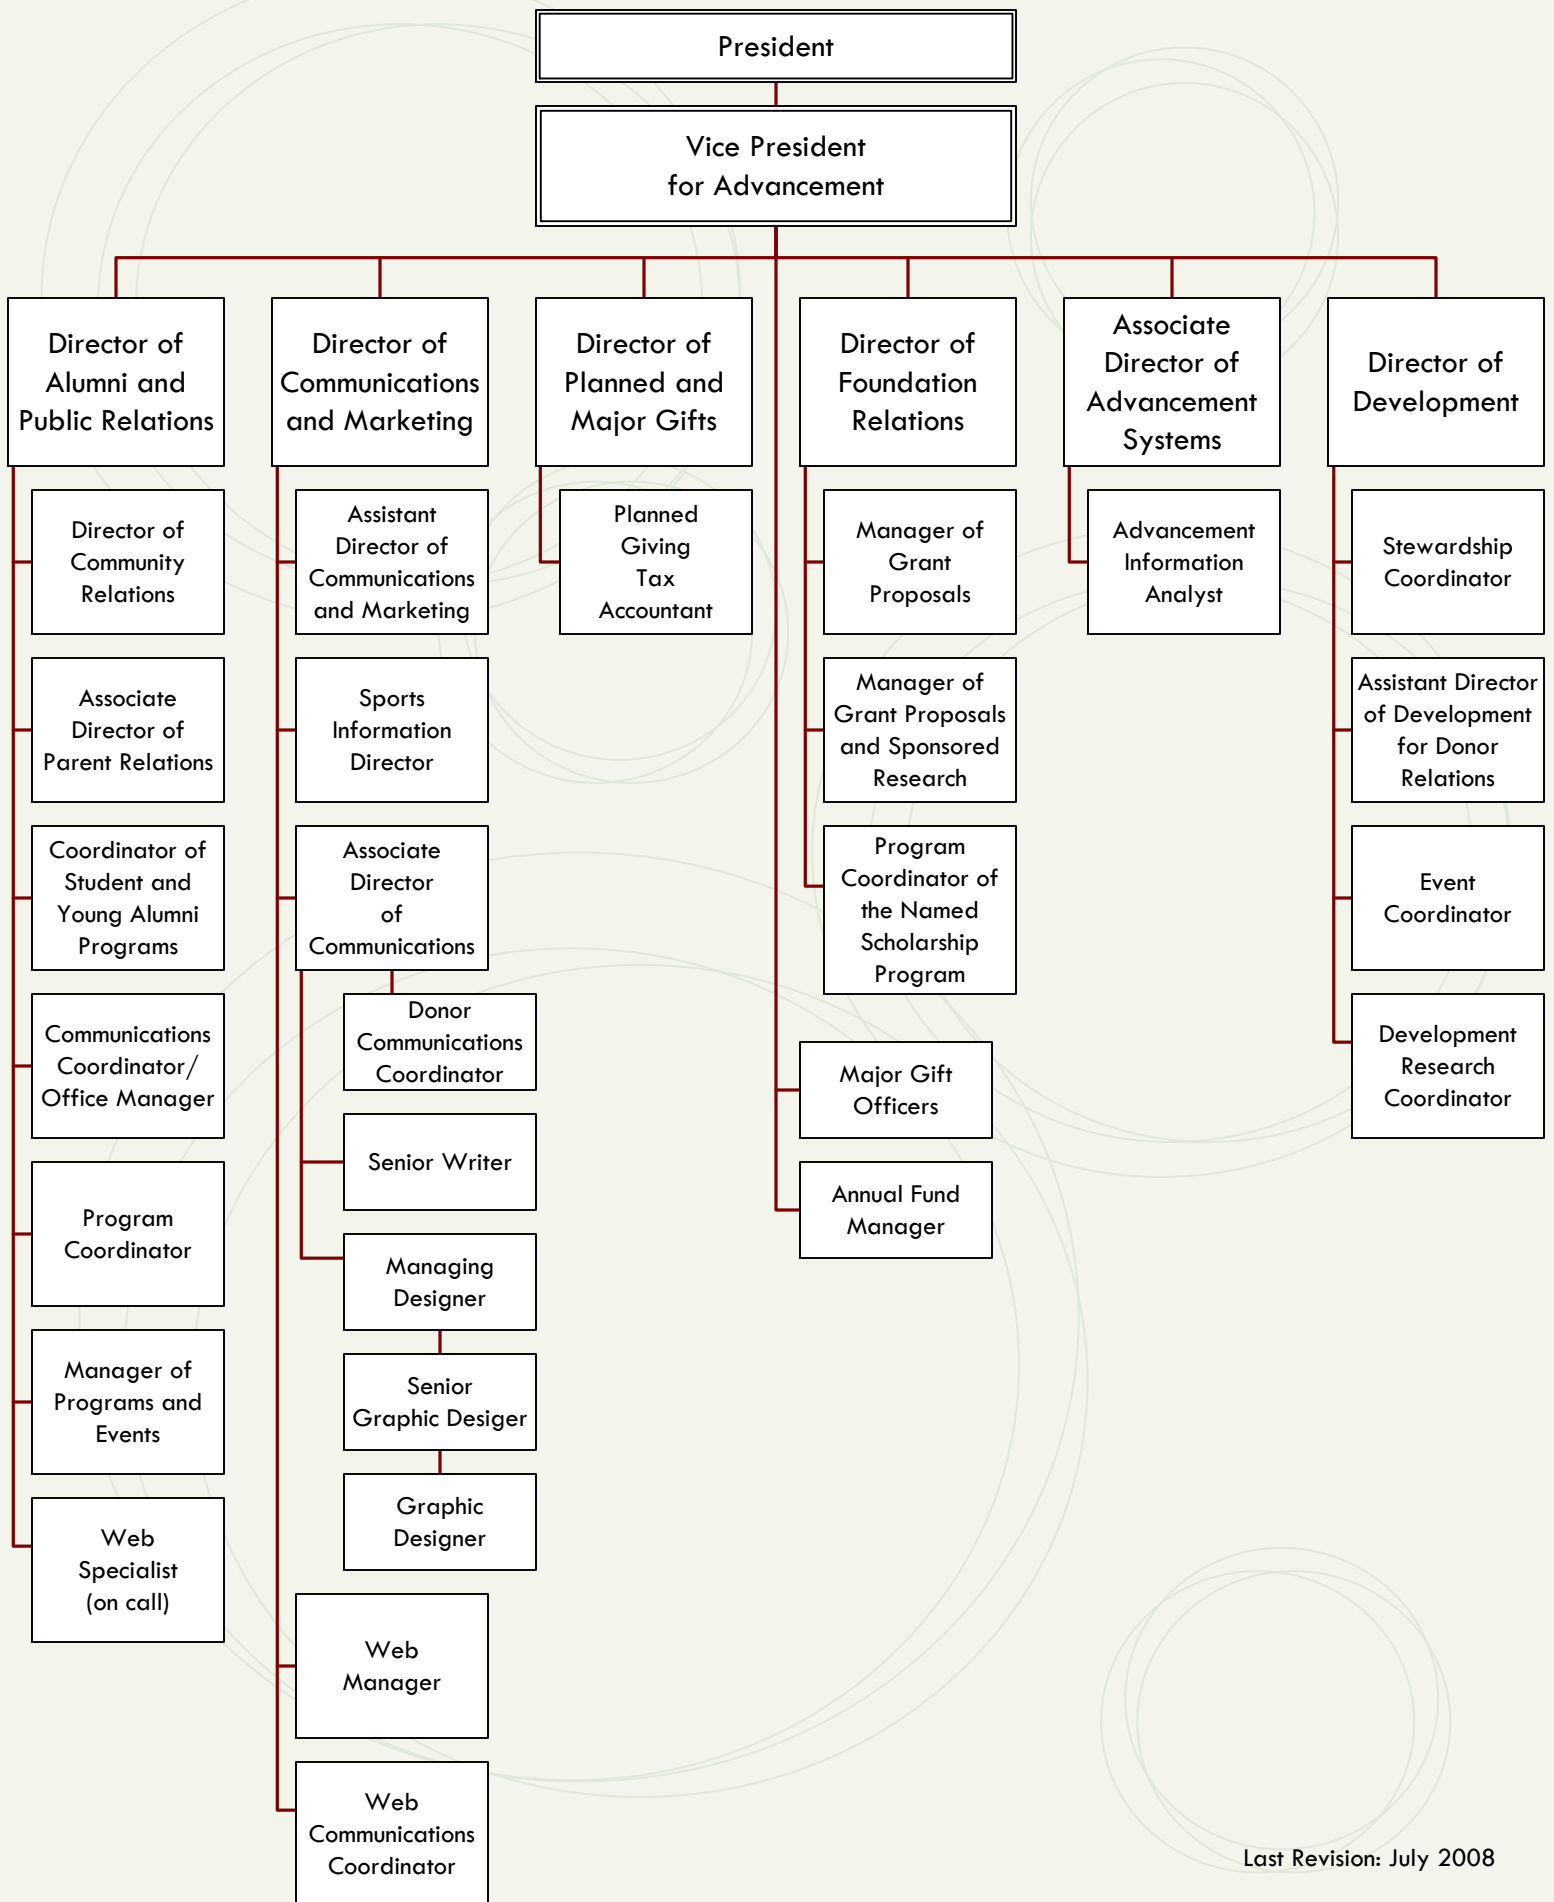 President
Vice President
for Advancement
Director of
Alumni and
Public Relations
Director of
Communications
and Marketing
Director of
Planned and
Major Gifts
Director of
Foundation
Relations
Associate
Director of
Advancement
Systems
Director of
Development
Director of
Community
Relations
Associate
Director of
Parent Relations
Coordinator of
Student and
Young Alumni
Programs
Communications
Coordinator/
Office Manager
Program
Coordinator
Manager of
Programs and
Events
Web
Specialist
(on call)
Assistant
Director of
Communications
and Marketing
Sports
Information
Director
Associate
Director
of
Communications
Donor
Communications
Coordinator
Senior Writer
Managing
Designer
Senior
Graphic Desiger
Graphic
Designer
Web
Manager
Web
Communications
Coordinator
Planned
Giving
Tax
Accountant
Manager of
Grant
Proposals
Manager of
Grant Proposals
and Sponsored
Research
Program
Coordinator of
the Named
Scholarship
Program
Major Gift
Officers
Annual Fund
Manager
Advancement
Information
Analyst
Stewardship
Coordinator
Assistant Director
of Development
for Donor
Relations
Event
Coordinator
Development
Research
Coordinator
Last Revision: July 2008